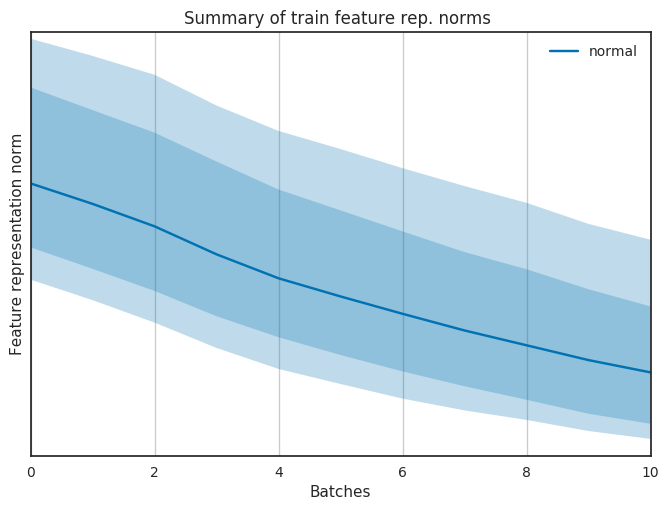 Summary of train feature rep. norms
normal
Feature representation norm
0 2 4 6 8 10
Batches